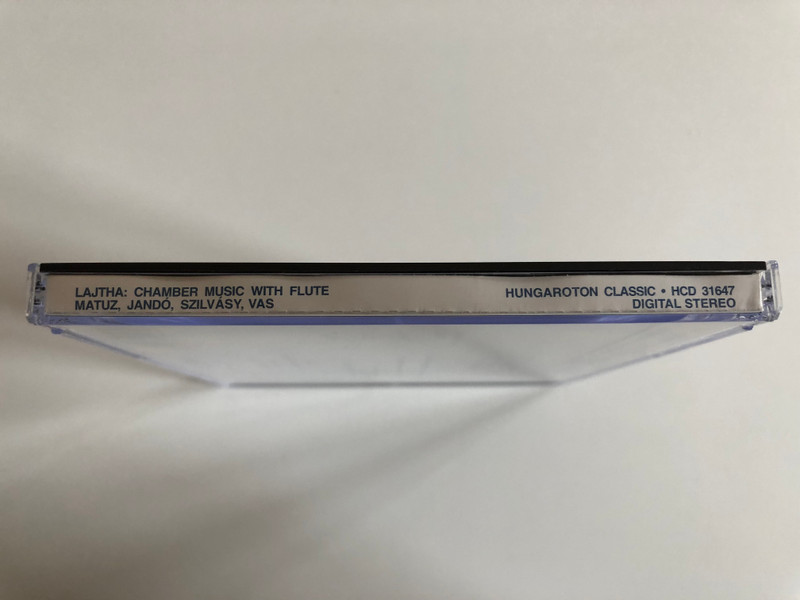 LAJTHA: CHAMBER MUSIC WITH FLUTE
MATUZ, JANDÓ, SZILVÁSY, VAS
HUNGAROTON CLASSIC • HCD 31647
DIGITAL STEREO